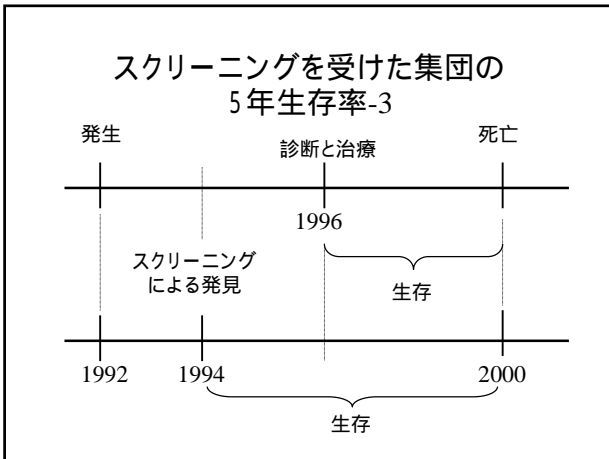 スクリーニングを受けた集団の
5年生存率-3
発生
診断と治療
死亡
1996
スクリーニング
による発見
生存
1992
1994
2000
生存